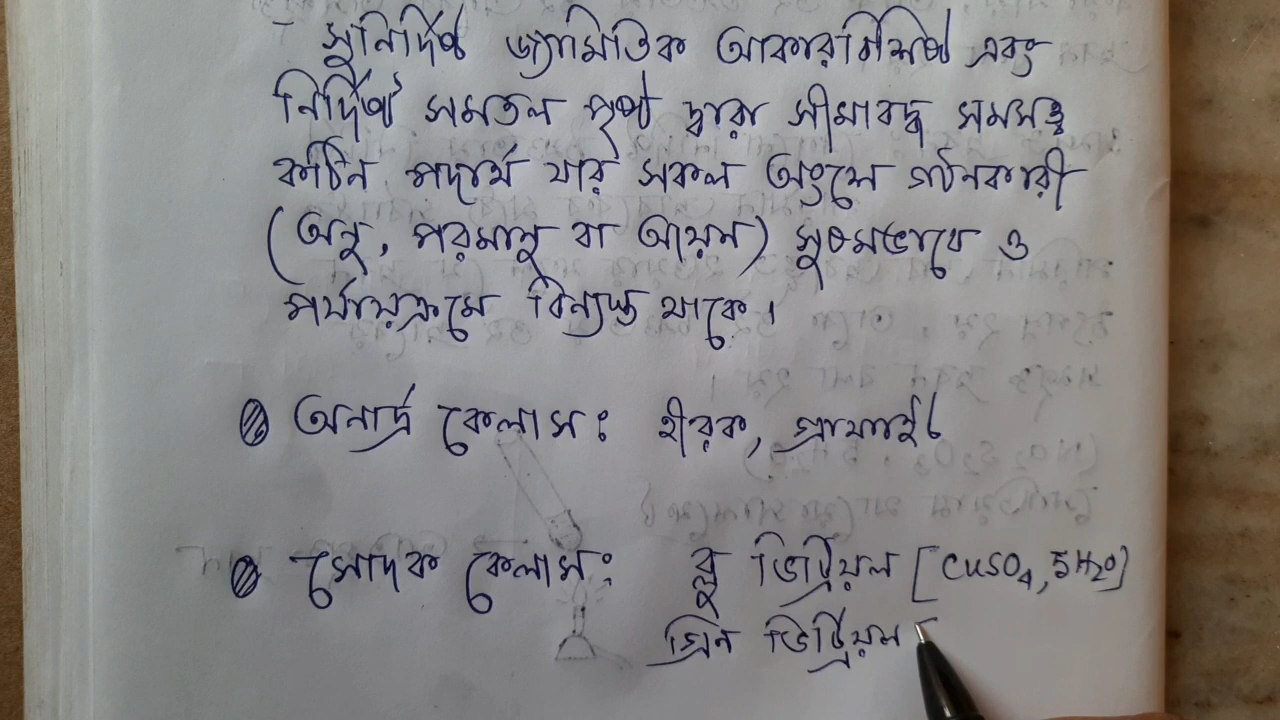 সুনির্দিষ্ট জ্যামিতিক আকারবিশিষ্ট এবং
নির্দিষ্ট সমতল পৃষ্ঠ দ্বারা সীমাবদ্ধ সমসত্ত্ব
কঠিন পদার্থ যার সকল অংশে গঠনকারী
(অনু, পরমানু বা আয়ন) সুষমভাবে ও
পর্যায়ক্রমে বিন্যস্ত থাকে।
অনার্দ্র কেলাস: হীরক, গ্রাফাইট
সোদক কেলাস: ব্লু ভিট্রিয়ল [CuSO₄, 5H₂O]
গ্রিন ভিট্রিয়ল [